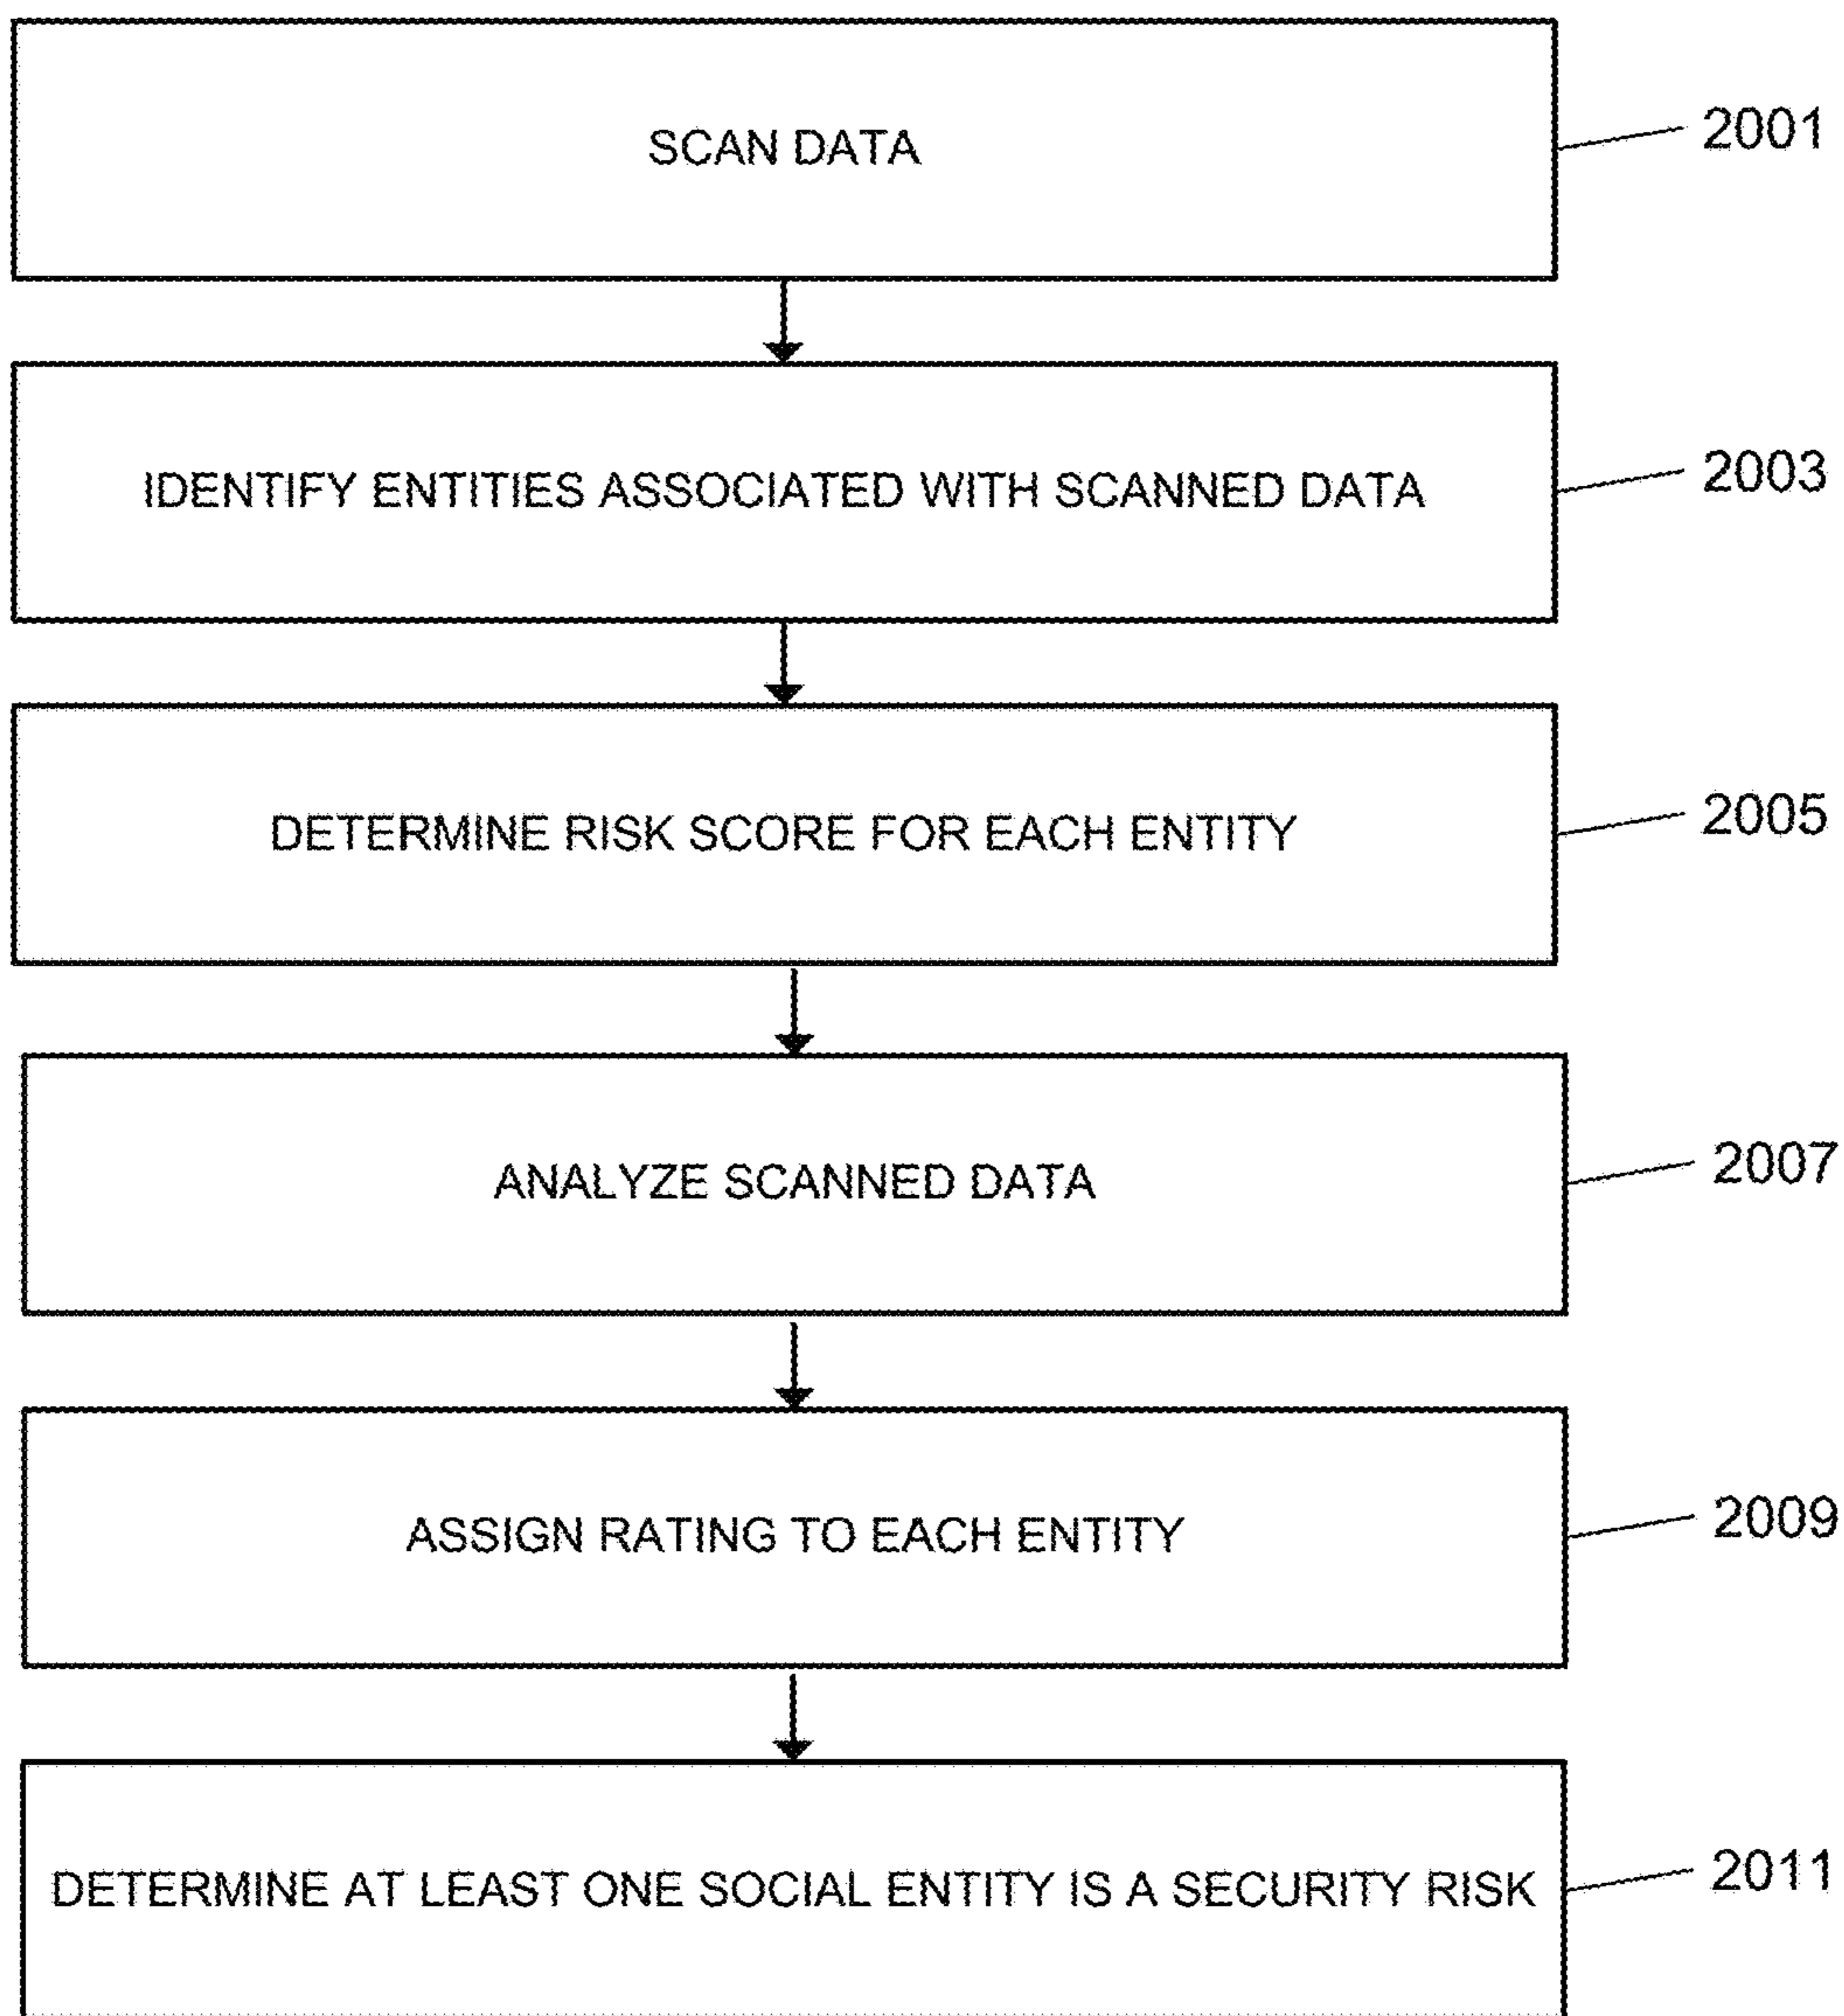 SCAN DATA
2001
IDENTIFY ENTITIES ASSOCIATED WITH SCANNED DATA
2003
DETERMINE RISK SCORE FOR EACH ENTITY
2005
ANALYZE SCANNED DATA
2007
ASSIGN RATING TO EACH ENTITY
2009
DETERMINE AT LEAST ONE SOCIAL ENTITY IS A SECURITY RISK
2011